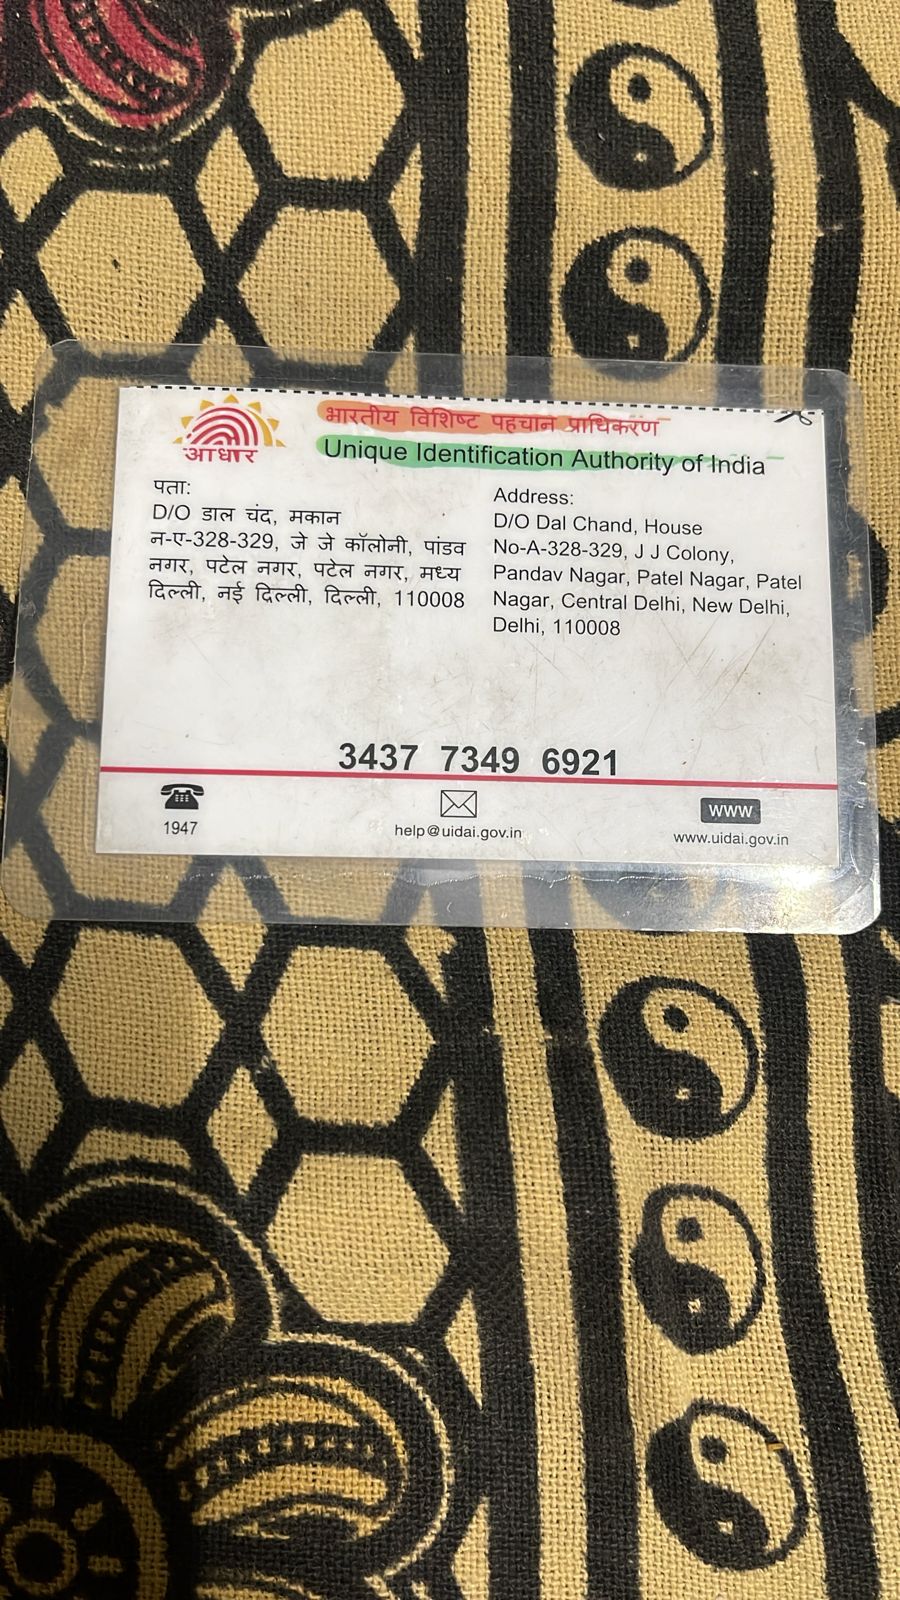 आधार
भारतीय विशिष्ट पहचान प्राधिकरण
Unique Identification Authority of India
पता:
D/O डाल चंद, मकान
न-ए-328-329, जे जे कॉलोनी, पांडव
नगर, पटेल नगर, पटेल नगर, मध्य
दिल्ली, नई दिल्ली, दिल्ली, 110008
Address:
D/O Dal Chand, House
No-A-328-329, J J Colony,
Pandav Nagar, Patel Nagar, Patel
Nagar, Central Delhi, New Delhi,
Delhi, 110008
3437 7349 6921
1947
help@uidai.gov.in
www
www.uidai.gov.in